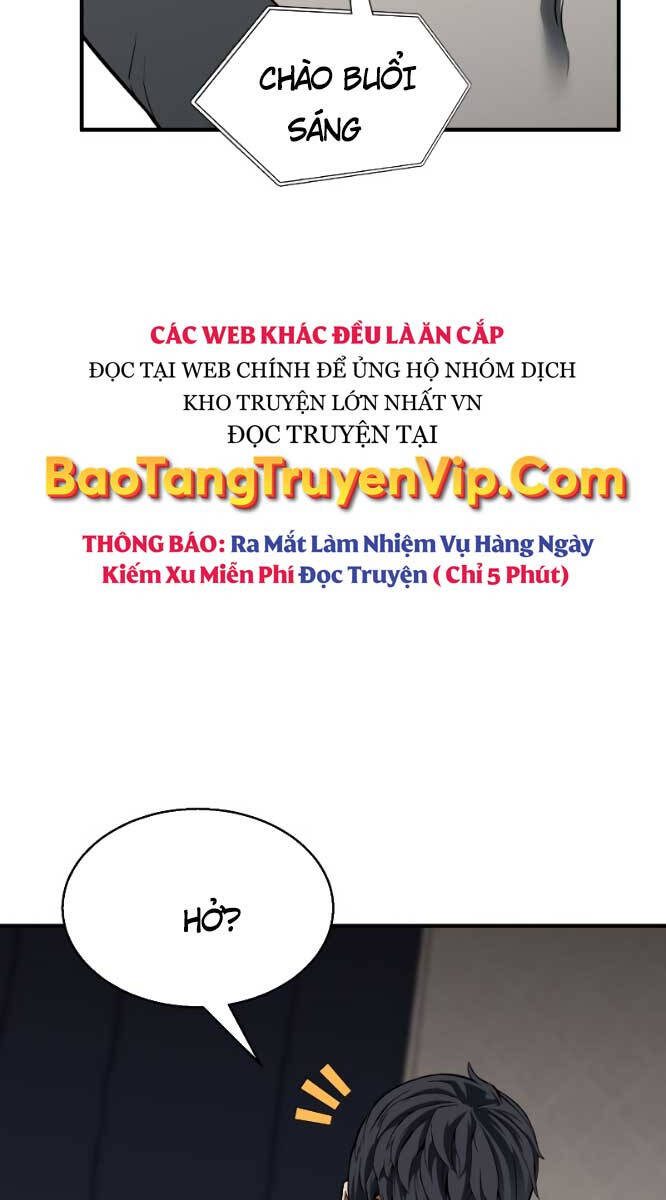 CHÀO BUỔI
SÁNG
CÁC WEB KHÁC ĐỀU LÀ ĂN CẮP
ĐỌC TẠI WEB CHÍNH ĐỂ ỦNG HỘ NHÓM DỊCH
KHO TRUYỆN LỚN NHẤT VN
ĐỌC TRUYỆN TẠI
BaoTangTruyenVip.Com
THÔNG BÁO: Ra Mắt Làm Nhiệm Vụ Hàng Ngày
Kiếm Xu Miễn Phí Đọc Truyện ( Chỉ 5 Phút)
HỞ?